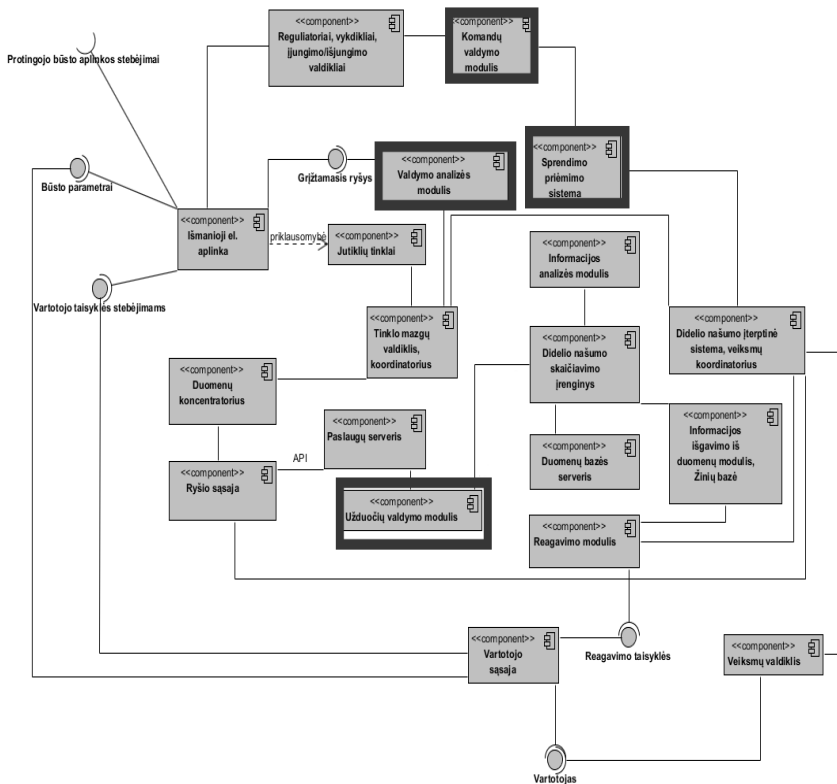 <<component>>
Reguliatoriai, vykdikliai,
įjungimo/išjungimo
valdikliai
<<component>>
Komandų
valdymo
modulis
Protingojo būsto aplinkos stebėjimai
Būsto parametrai
Grįžtamasis ryšys
<<component>>
Valdymo analizės
modulis
<<component>>
Sprendimo
priėmimo
sistema
<<component>>
Išmanioji el.
aplinka
priklausomybė
<<component>>
Jutiklių tinklai
<<component>>
Informacijos
analizės modulis
Vartotojo taisyklės stebėjimams
<<component>>
Tinklo mazgų
valdiklis,
koordinatorius
<<component>>
Didelio našumo
skaičiavimo
įrenginys
<<component>>
Didelio našumo įterptinė
sistema, veiksmų
koordinatorius
<<component>>
Duomenų
koncentratorius
<<component>>
Paslaugų serveris
<<component>>
Informacijos
išgavimo iš
duomenų modulis,
Žinių bazė
<<component>>
Duomenų bazės
serveris
API
<<component>>
Ryšio sąsaja
<<component>>
Užduočių valdymo modulis
<<component>>
Reagavimo modulis
<<component>>
Vartotojo
sąsaja
Reagavimo taisyklės
<<component>>
Veiksmų valdiklis
Vartotojas